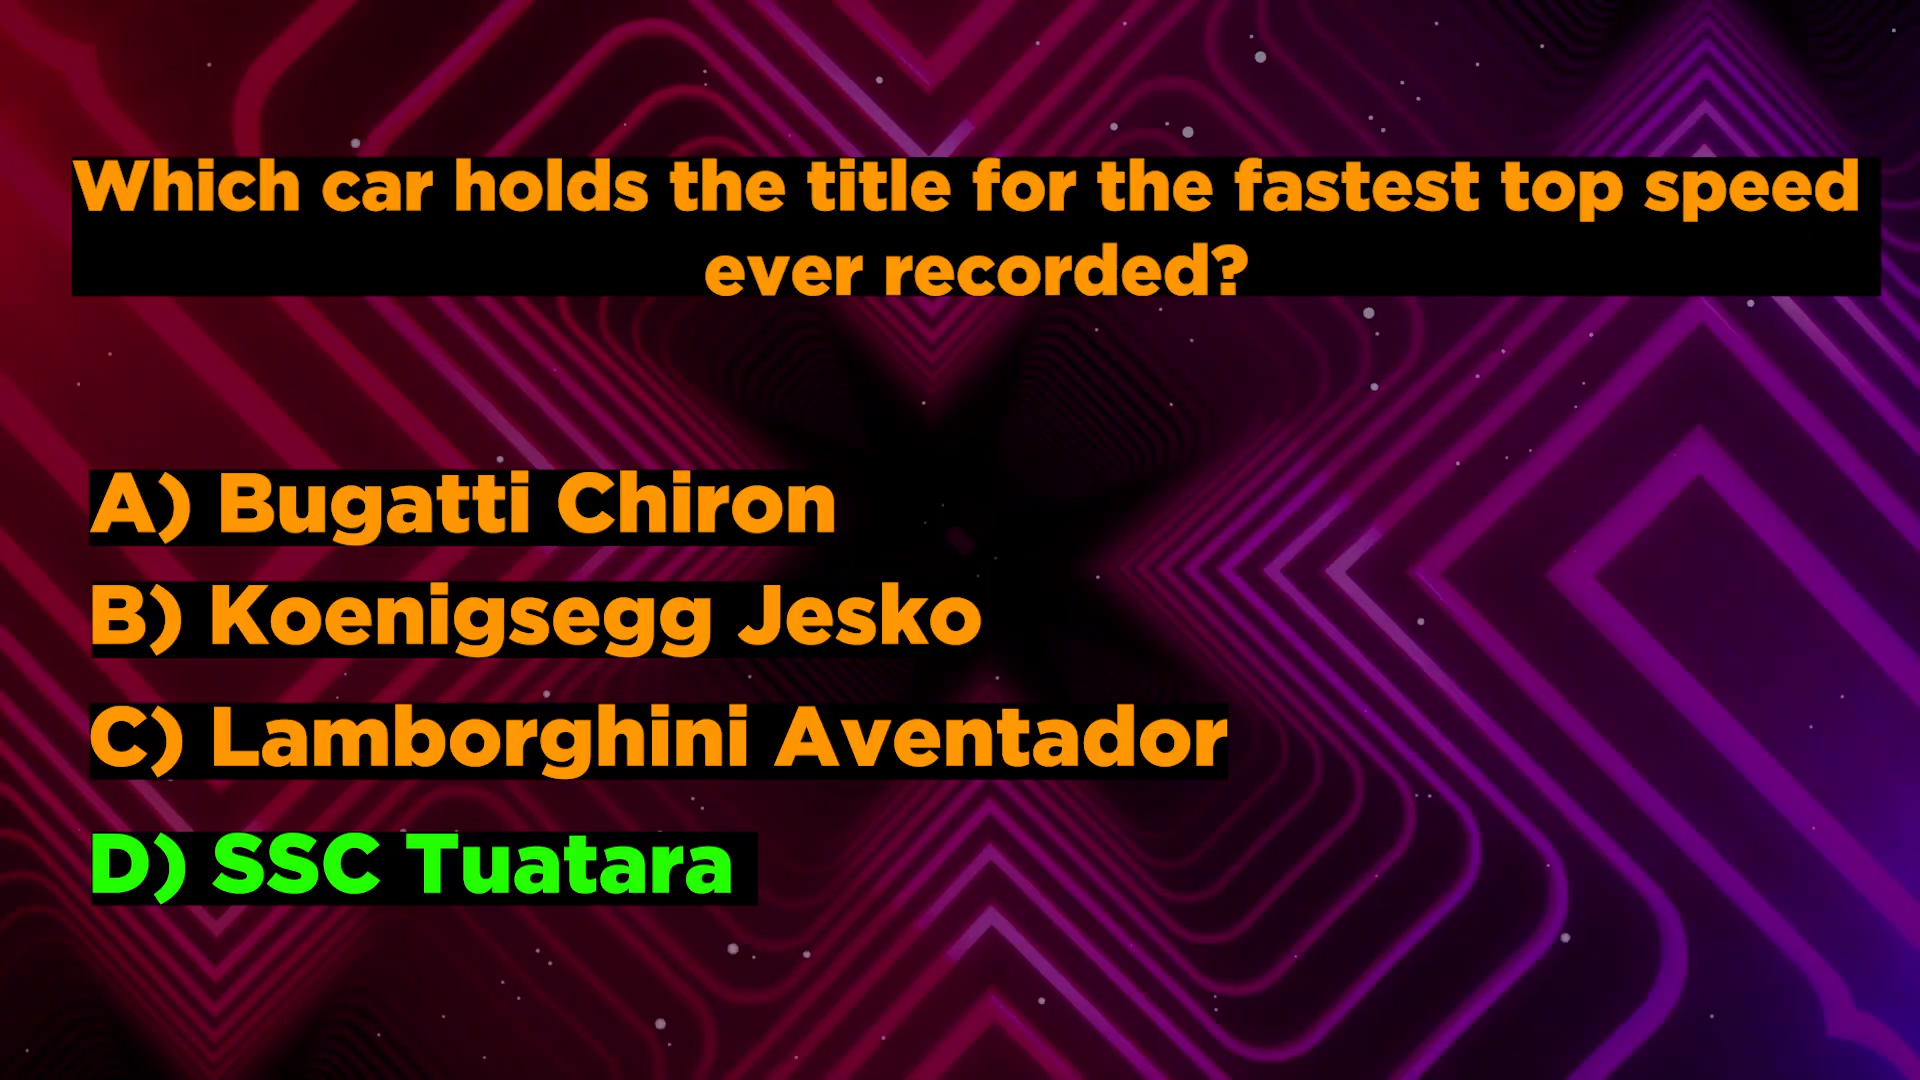 Which car holds the title for the fastest top speed
ever recorded?
A) Bugatti Chiron
B) Koenigsegg Jesko
C) Lamborghini Aventador
D) SSC Tuatara